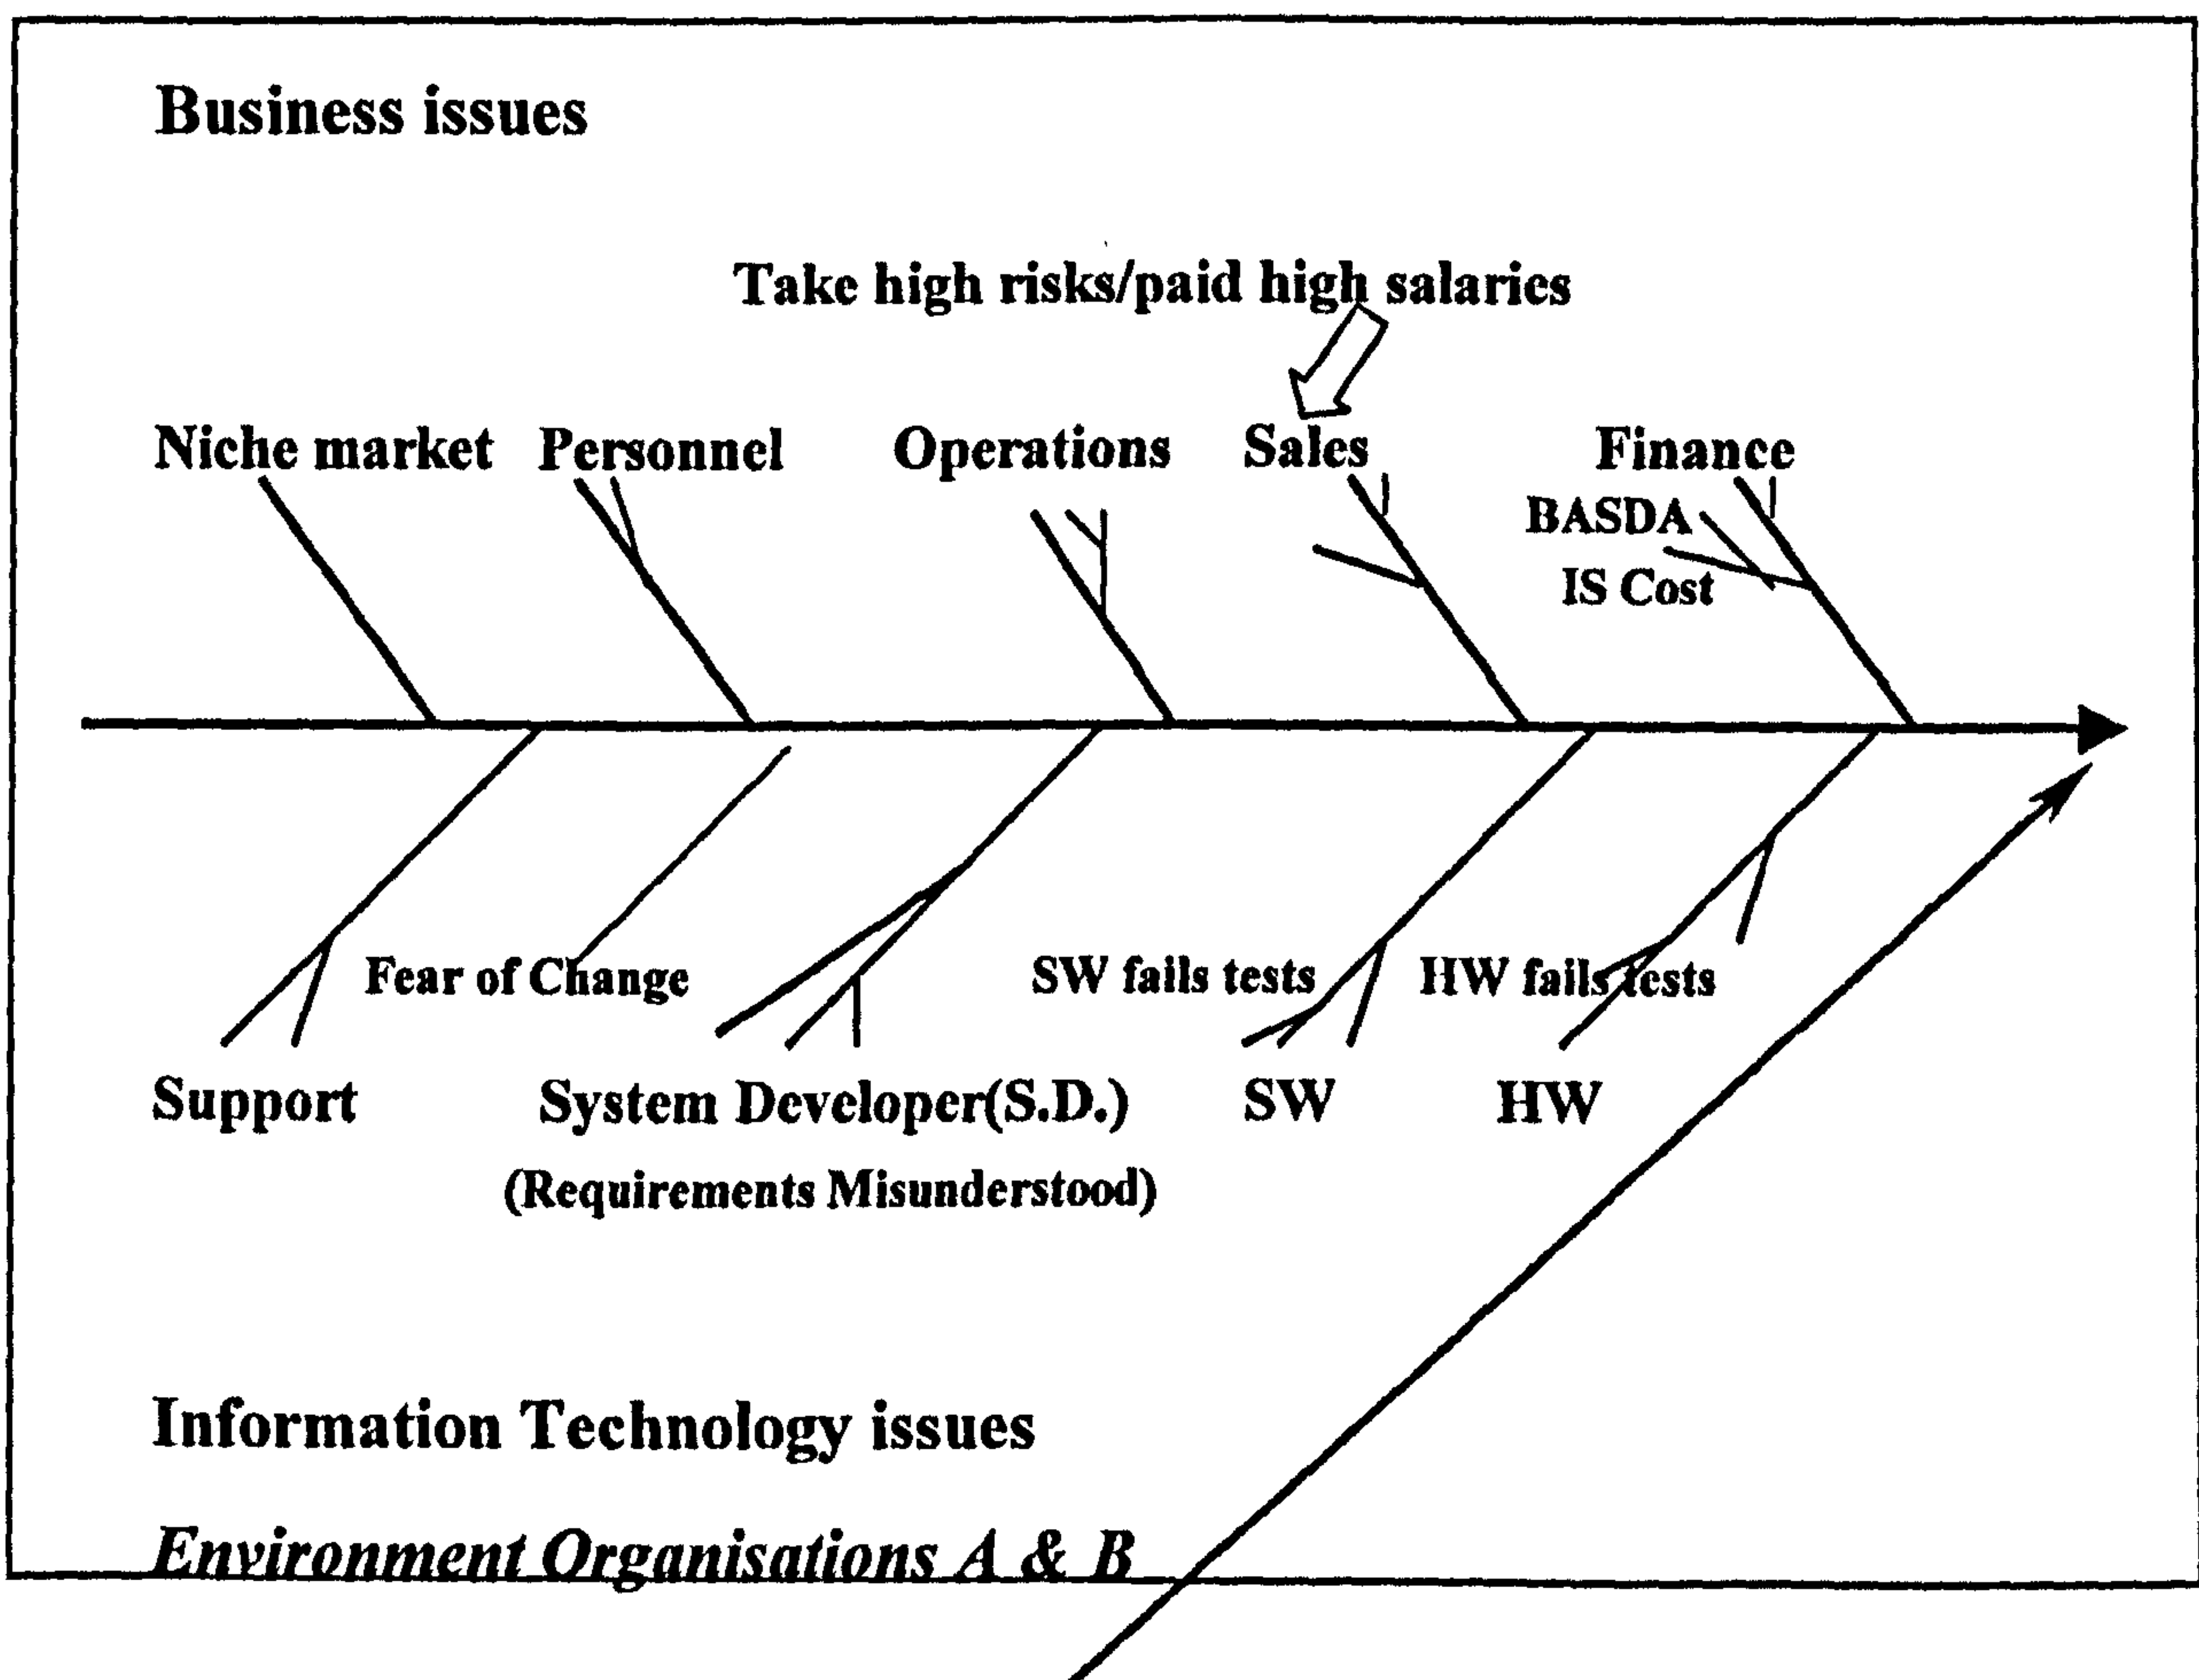 Business issues
Take high risks/paid high salaries
Niche market Personnel Operations Sales Finance
BASDA
IS Cost
Fear of Change SW fails tests HW fails tests
Support System Developer(S.D.) SW HW
(Requirements Misunderstood)
Information Technology issues
Environment Organisations A & B